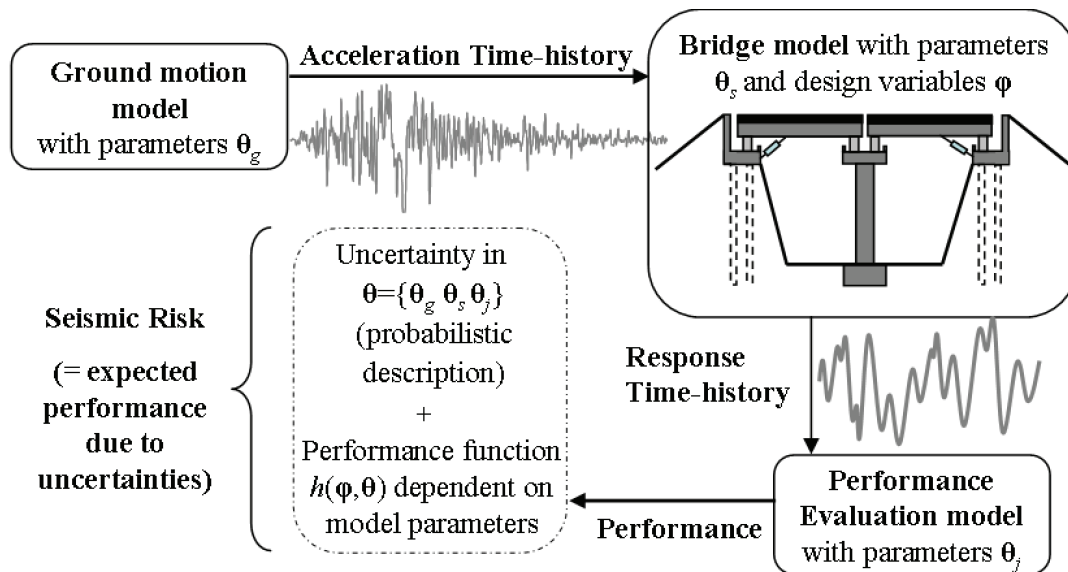 Ground motion
model
with parameters θg
Acceleration Time-history
Bridge model with parameters
θs and design variables φ
Response
Time-history
Performance
Evaluation model
with parameters θj
Performance
Uncertainty in
θ={θg θs θj}
(probabilistic
description)
+
Performance function
h(φ,θ) dependent on
model parameters
Seismic Risk
(= expected
performance
due to
uncertainties)